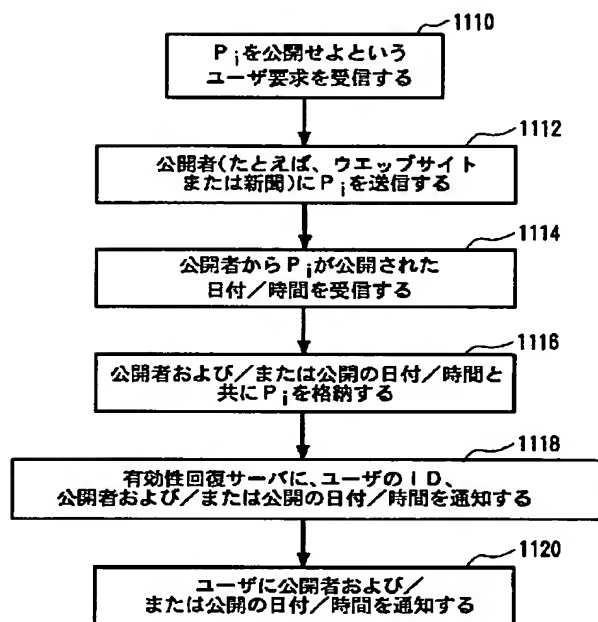 1110
Piを公開せよという
ユーザ要求を受信する
1112
公開者(たとえば、ウエップサイト
または新聞)にPiを送信する
1114
公開者からPiが公開された
日付/時間を受信する
1116
公開者および/または公開の日付/時間と
共にPiを格納する
1118
有効性回復サーバに、ユーザのID、
公開者および/または公開の日付/時間を通知する
1120
ユーザに公開者および/
または公開の日付/時間を通知する